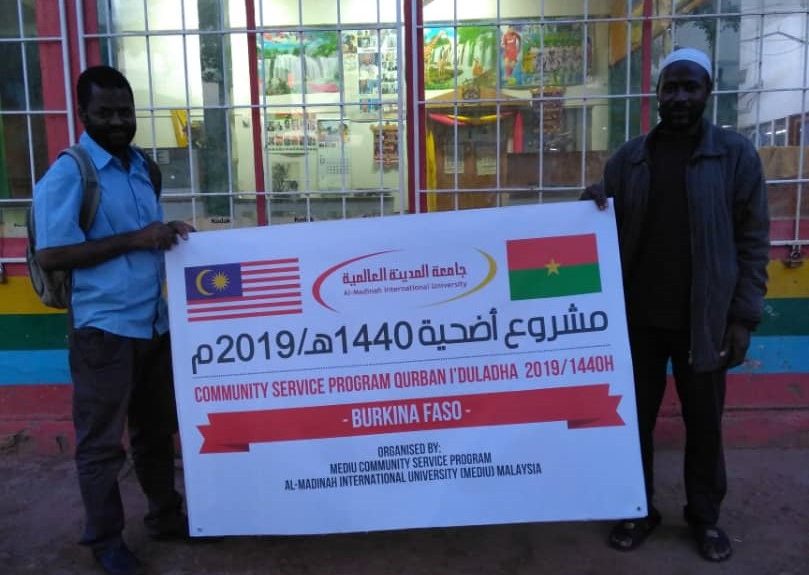 جامعة المدينة العالمية
Al-Madinah International University
مشروع أضحية 1440هـ/2019م
COMMUNITY SERVICE PROGRAM QURBAN I'DULADHA 2019/1440H
- BURKINA FASO -
ORGANISED BY:
MEDIU COMMUNITY SERVICE PROGRAM
AL-MADINAH INTERNATIONAL UNIVERSITY (MEDIU) MALAYSIA
Kodak